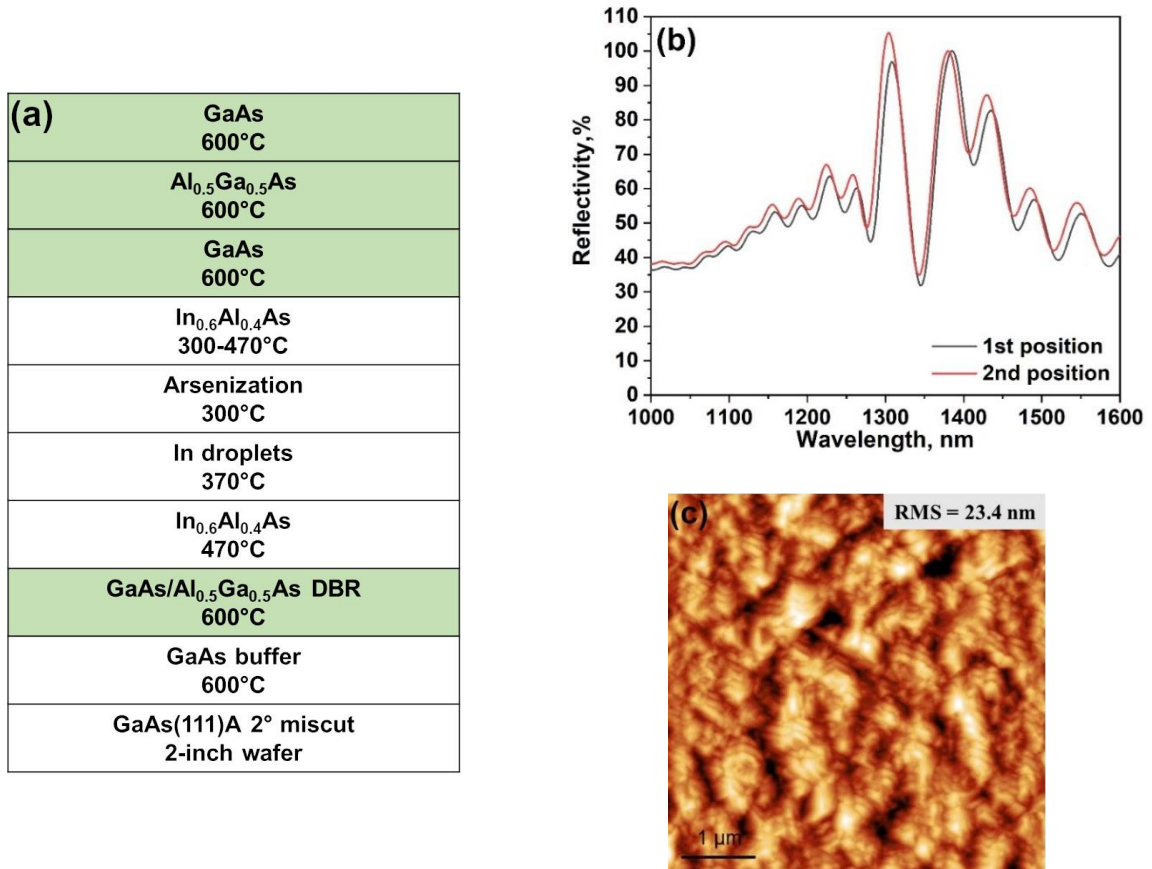 (a)
GaAs
600°C
Al₀.₅Ga₀.₅As
600°C
GaAs
600°C
In₀.₆Al₀.₄As
300-470°C
Arsenization
300°C
In droplets
370°C
In₀.₆Al₀.₄As
470°C
GaAs/Al₀.₅Ga₀.₅As DBR
600°C
GaAs buffer
600°C
GaAs(111)A 2° miscut
2-inch wafer
(b)
Reflectivity,%
110
100
90
80
70
60
50
40
30
20
10
0
1st position
2nd position
1000 1100 1200 1300 1400 1500 1600
Wavelength, nm
(c)
RMS = 23.4 nm
1 µm